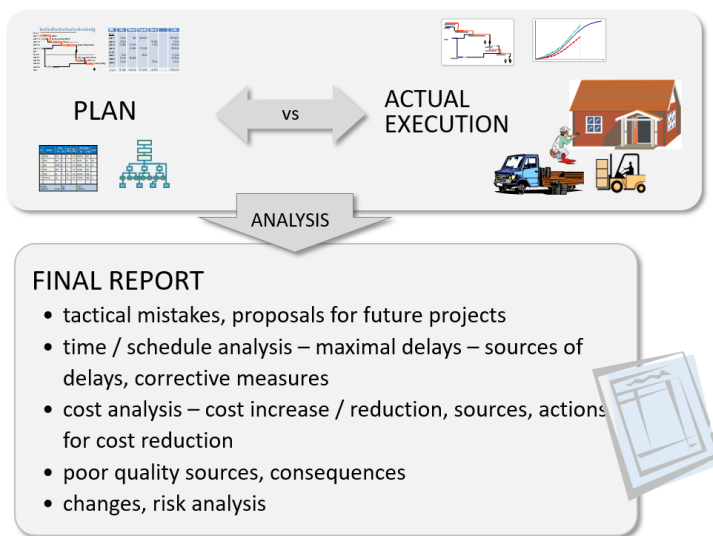 PLAN
vs
ACTUAL
EXECUTION
ANALYSIS
FINAL REPORT
• tactical mistakes, proposals for future projects
• time / schedule analysis – maximal delays – sources of
delays, corrective measures
• cost analysis – cost increase / reduction, sources, actions
for cost reduction
• poor quality sources, consequences
• changes, risk analysis